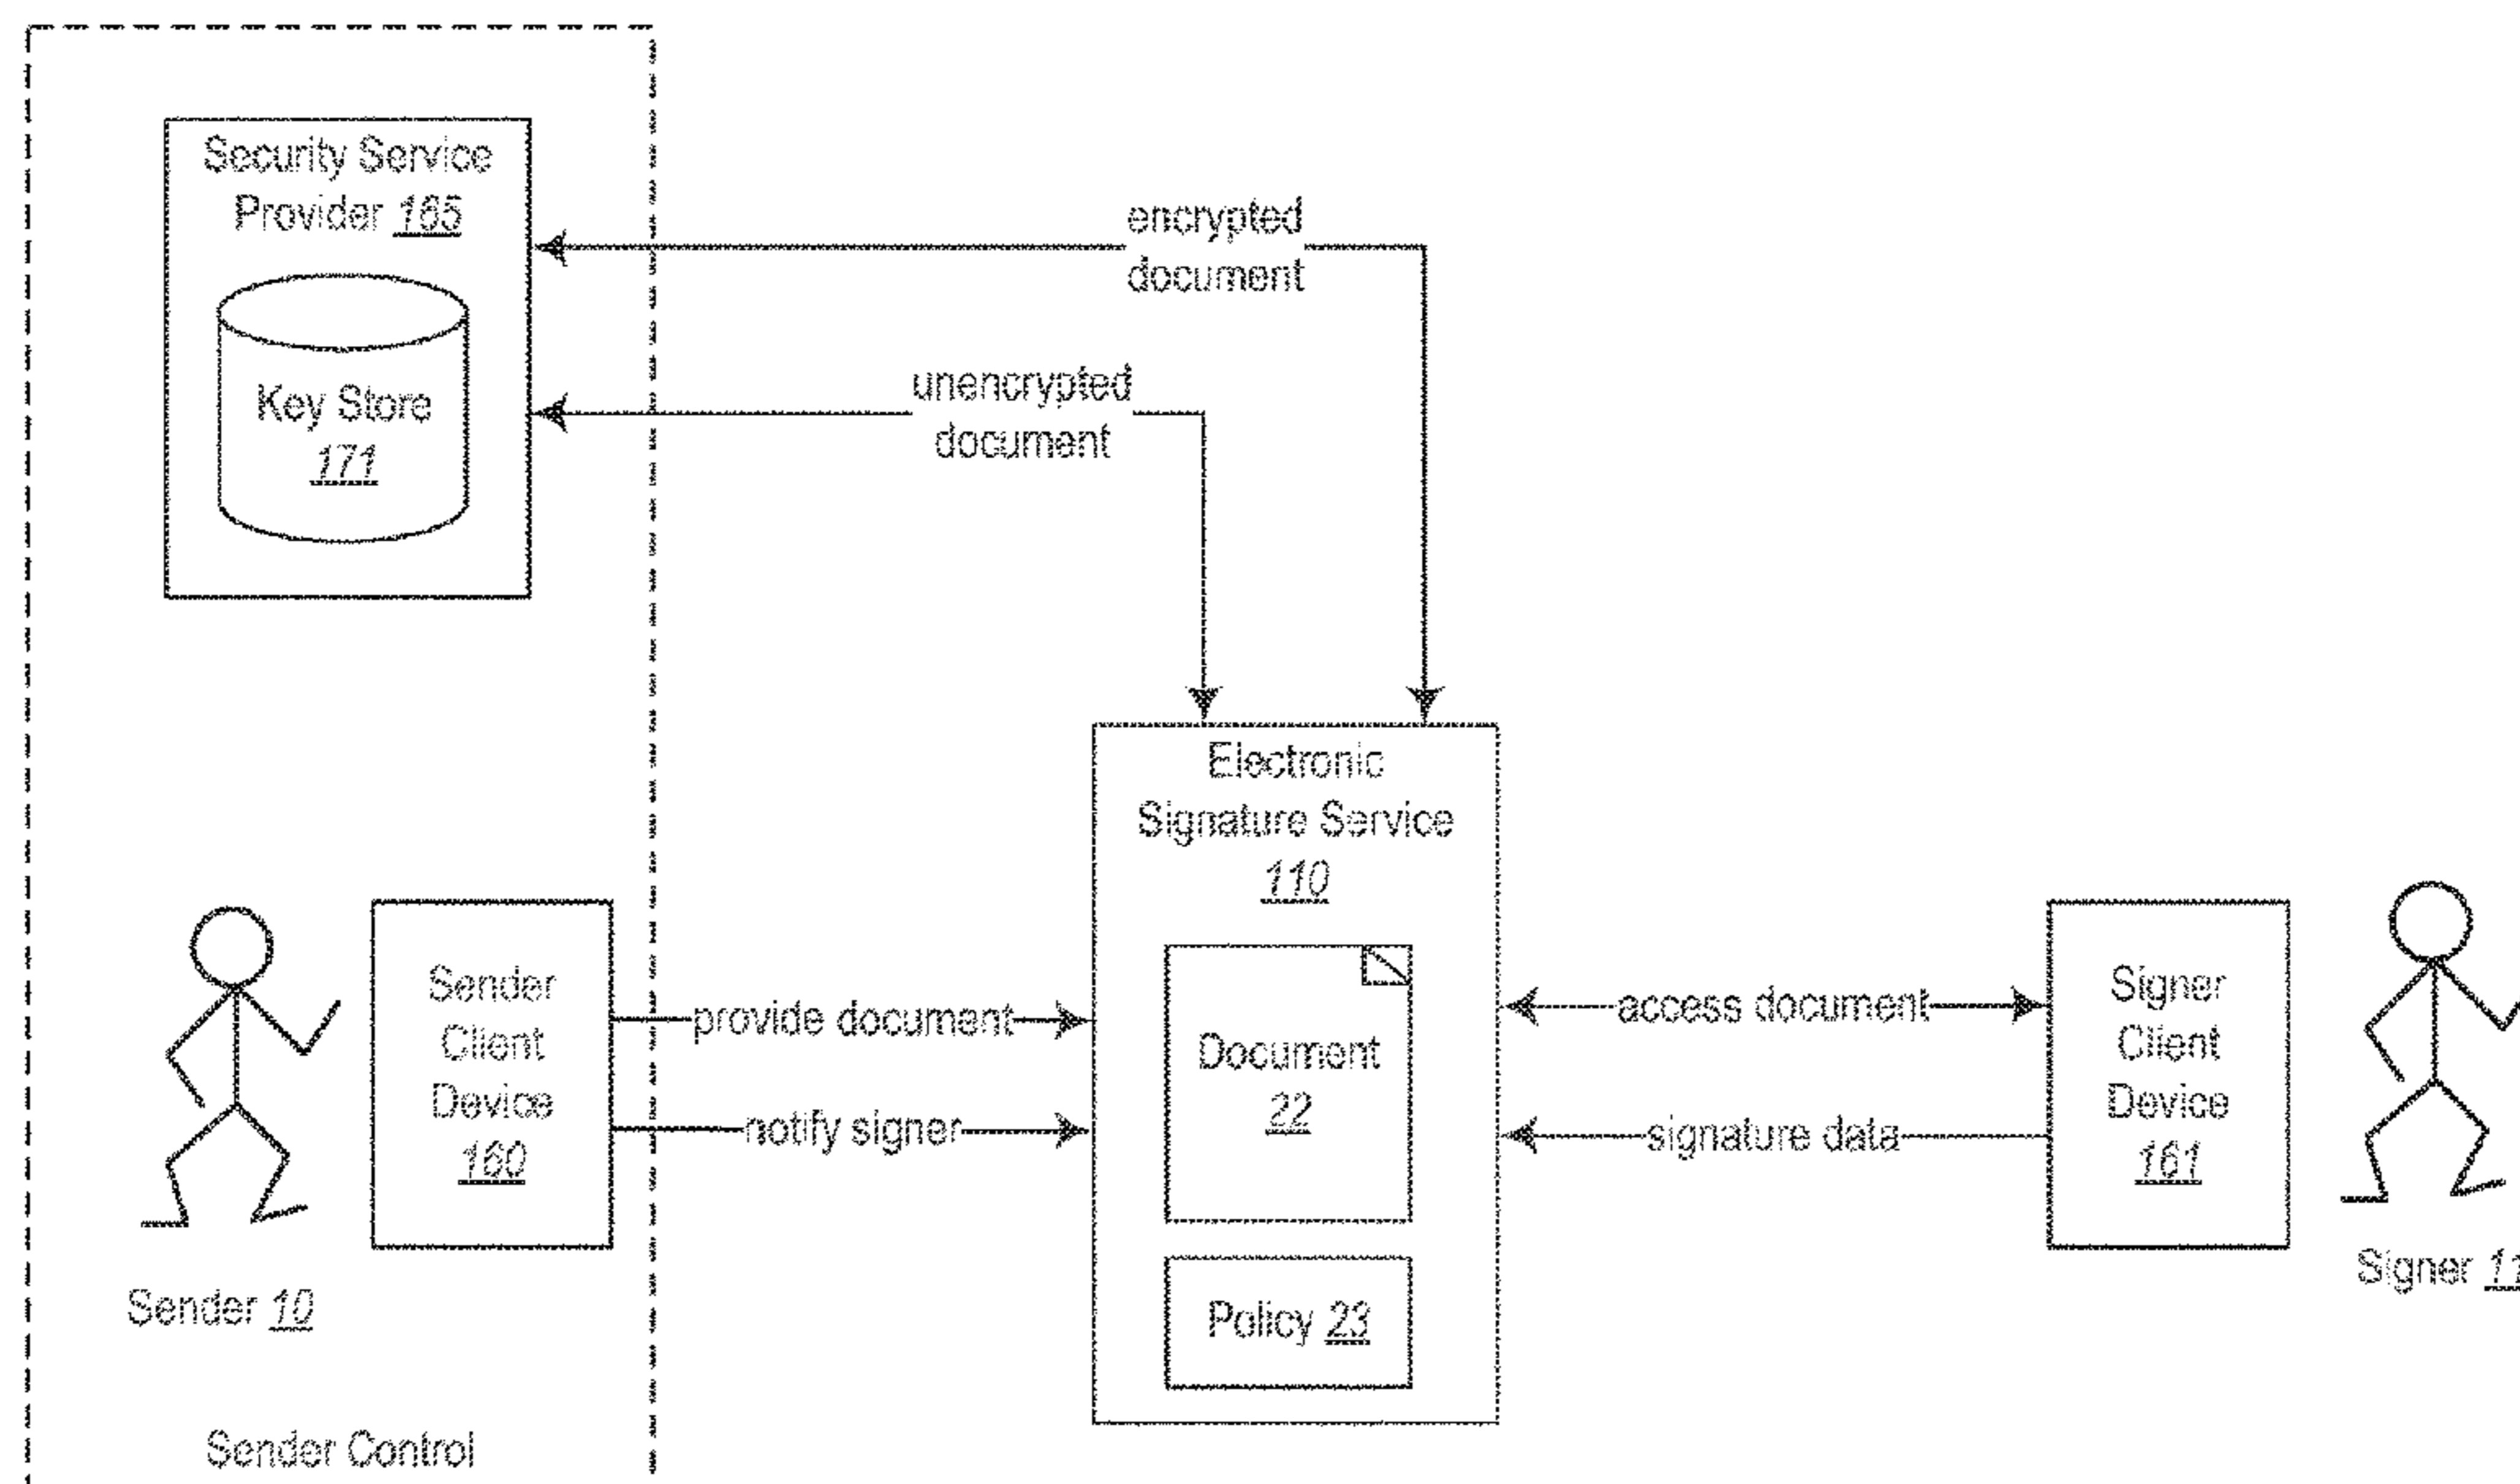 Security Service
Provider 165
Key Store
171
encrypted
document
unencrypted
document
Electronic
Signature Service
110
Document
22
Policy 23
Sender
Client
Device
160
provide document
notify signer
Sender 10
Sender Control
access document
signature data
Signer
Client
Device
161
Signer 11